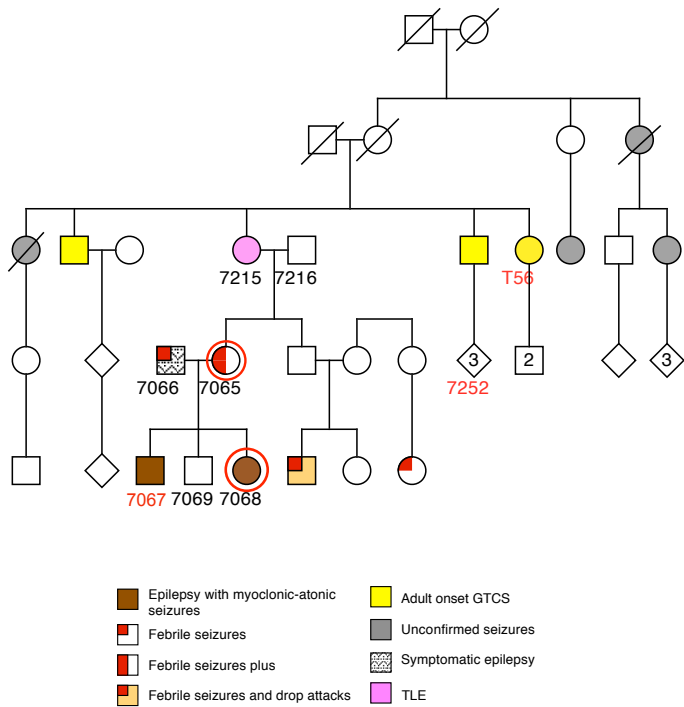 7215 7216 T56
3 2 3
7066 7065 7252
7067 7069 7068
Epilepsy with myoclonic-atonic
seizures
Febrile seizures
Febrile seizures plus
Febrile seizures and drop attacks
Adult onset GTCS
Unconfirmed seizures
Symptomatic epilepsy
TLE